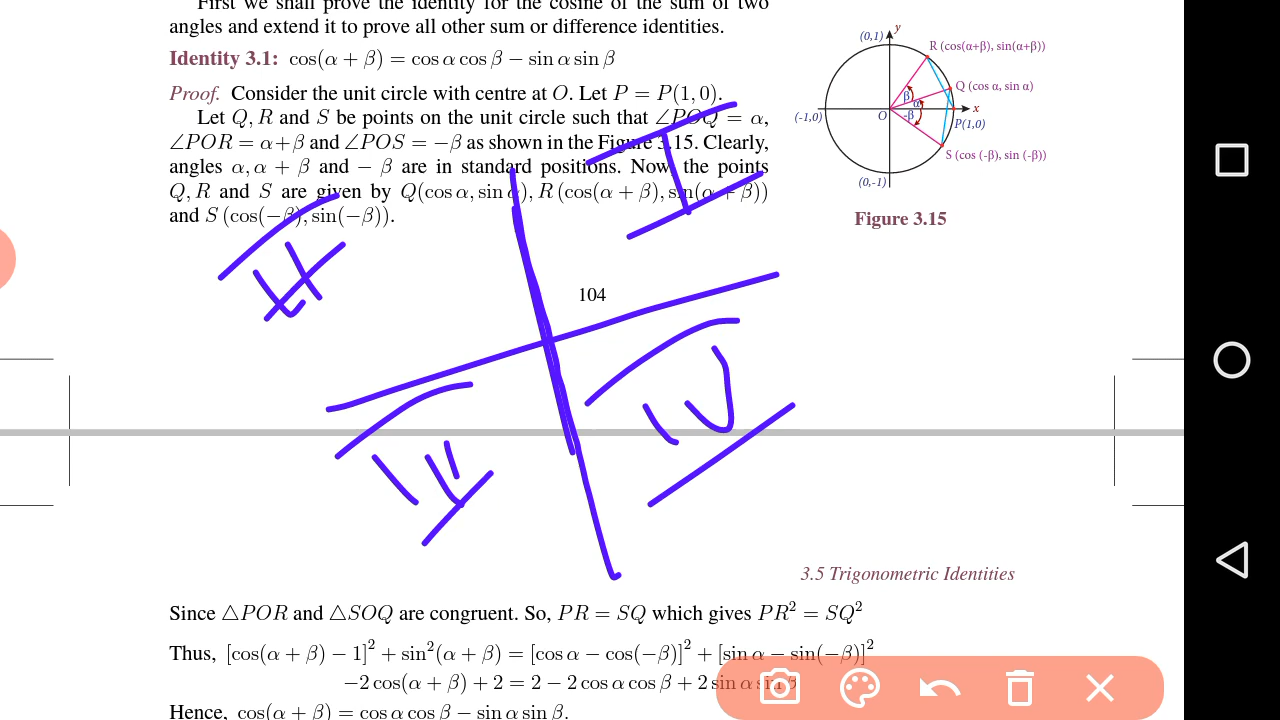 First we shall prove the identity for the cosine of the sum of two
angles and extend it to prove all other sum or difference identities.
Identity 3.1: cos(α + β) = cos α cos β − sin α sin β
Proof. Consider the unit circle with centre at O. Let P = P(1, 0).
Let Q, R and S be points on the unit circle such that ∠POQ = α,
∠POR = α+β and ∠POS = −β as shown in the Figure 3.15. Clearly,
angles α, α + β and − β are in standard positions. Now, the points
Q, R and S are given by Q(cos α, sin α), R (cos(α + β), sin(α + β))
and S (cos(−β), sin(−β)).
y
(0,1)
R (cos(α+β), sin(α+β))
Q (cos α, sin α)
β
α
-β
x
(-1,0)
O
P(1,0)
S (cos (-β), sin (-β))
(0,-1)
Figure 3.15
I
II
104
III
IV
3.5 Trigonometric Identities
Since △POR and △SOQ are congruent. So, PR = SQ which gives PR² = SQ²
Thus, [cos(α + β) − 1]² + sin²(α + β) = [cos α − cos(−β)]² + [sin α − sin(−β)]²
−2 cos(α + β) + 2 = 2 − 2 cos α cos β + 2 sin α sin β
Hence, cos(α + β) = cos α cos β − sin α sin β.